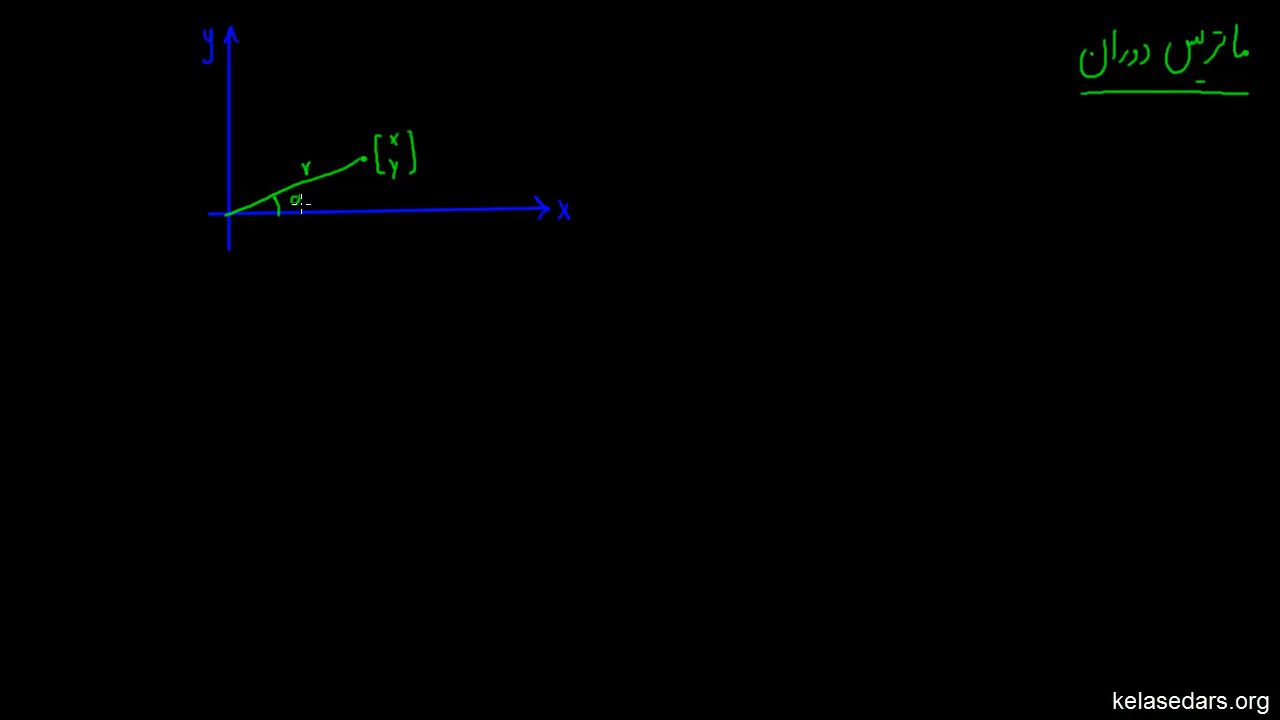 ماتریس دوران
y
[x
y]
r
x
kelasedars.org